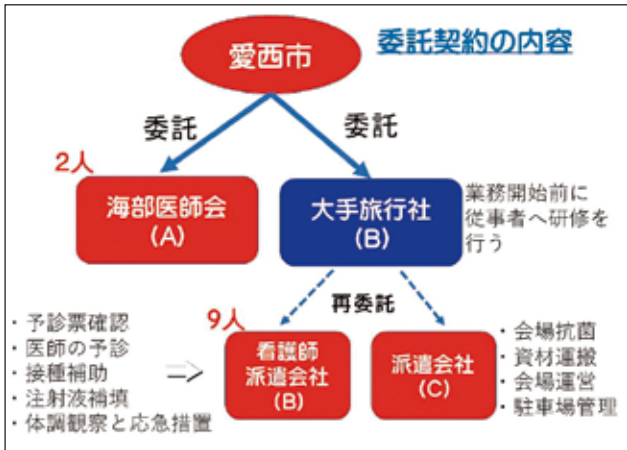 委託契約の内容
愛西市
委託
委託
2人
海部医師会
(A)
大手旅行社
(B)
業務開始前に
従事者へ研修を
行う
再委託
9人
・予診票確認
・医師の予診
・接種補助
・注射液補填
・体調観察と応急措置
看護師
派遣会社
(B)
派遣会社
(C)
・会場抗菌
・資材運搬
・会場運営
・駐車場管理